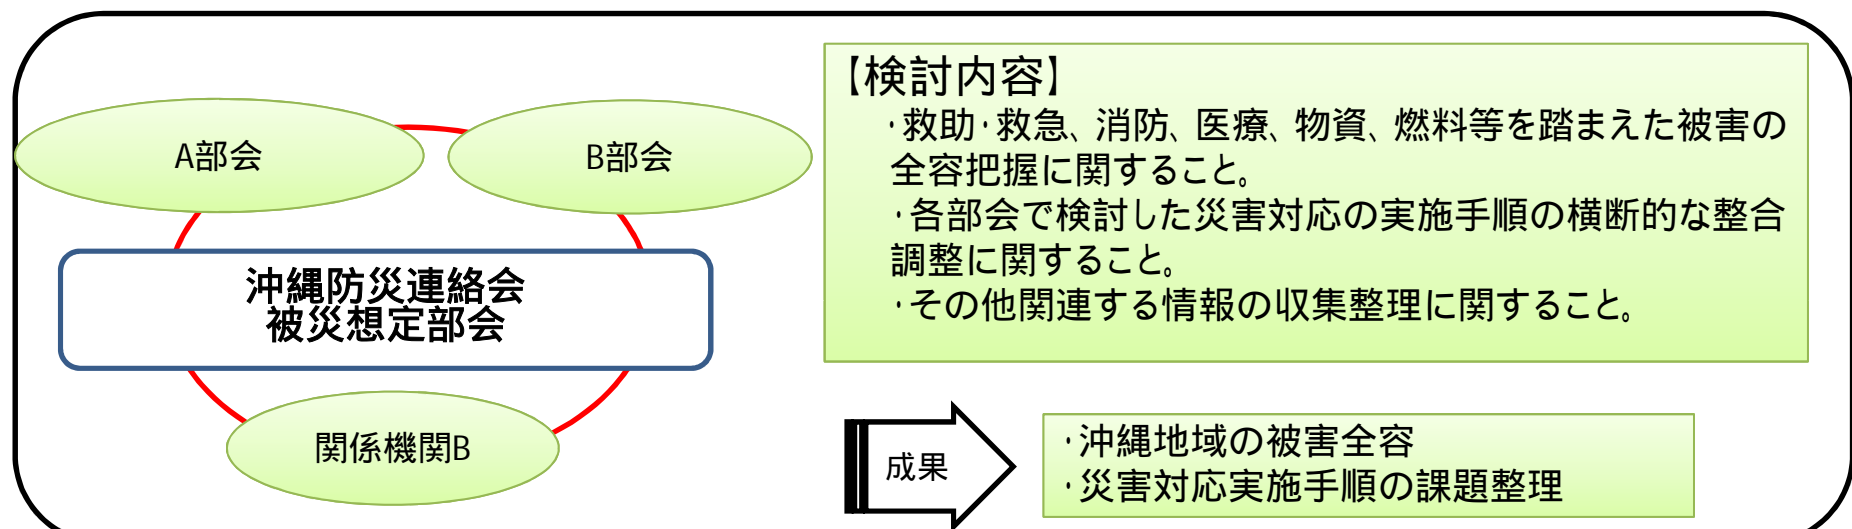 A部会
B部会
沖縄防災連絡会
被災想定部会
関係機関B
【検討内容】
・救助・救急、消防、医療、物資、燃料等を踏まえた被害の
全容把握に関すること。
・各部会で検討した災害対応の実施手順の横断的な整合
調整に関すること。
・その他関連する情報の収集整理に関すること。
成果
・沖縄地域の被害全容
・災害対応実施手順の課題整理